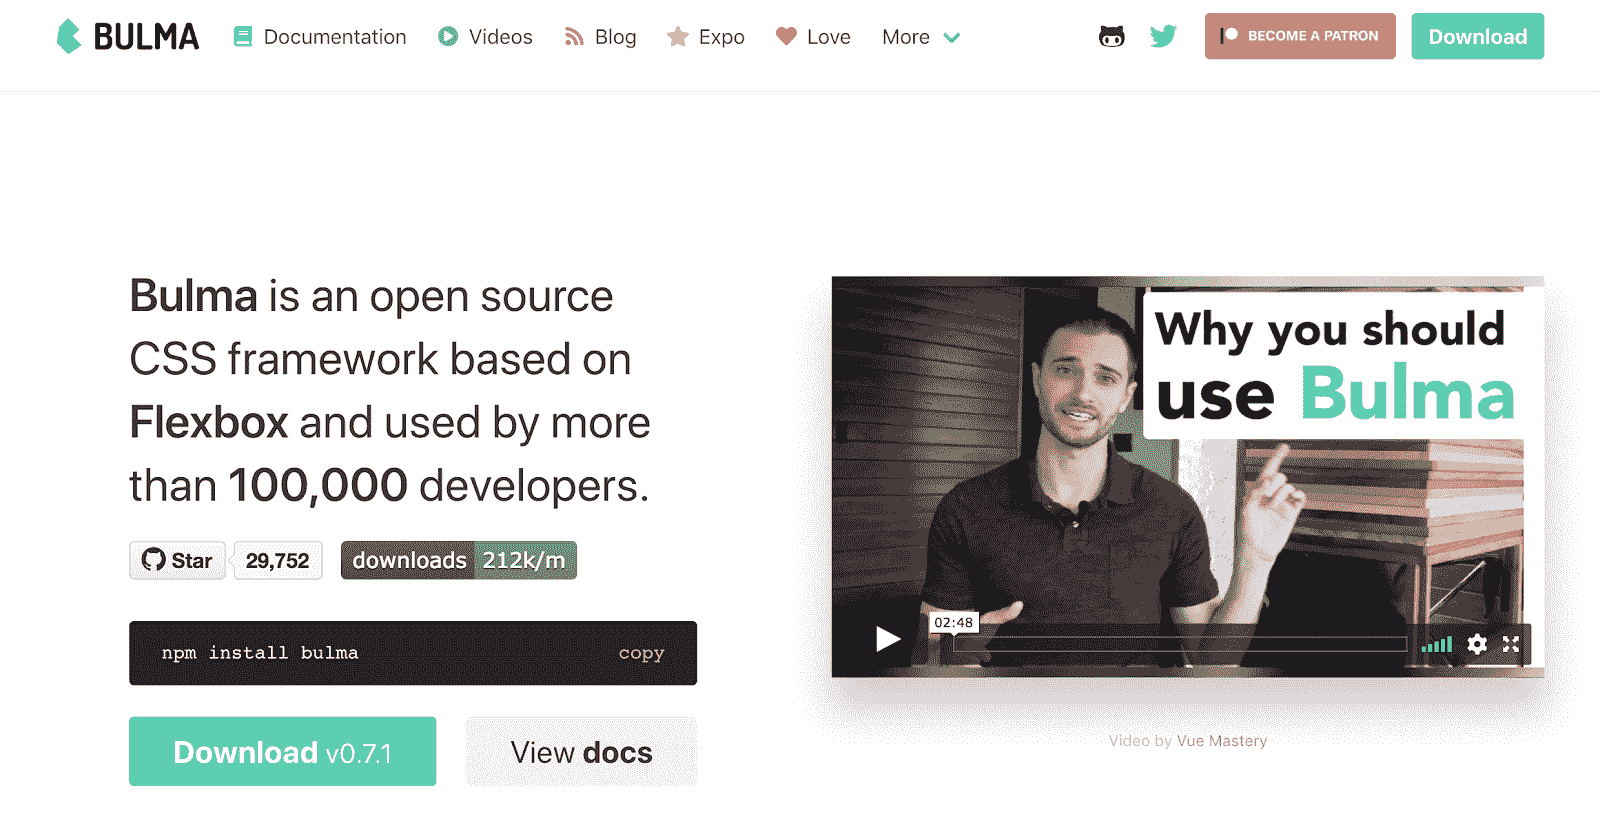 BULMA Documentation Videos Blog Expo Love More BECOME A PATRON Download
Bulma is an open source
CSS framework based on
Flexbox and used by more
than 100,000 developers.
Star 29,752 downloads 212k/m
npm install bulma copy
Download v0.7.1 View docs
Why you should
use Bulma
02:48
Video by Vue Mastery